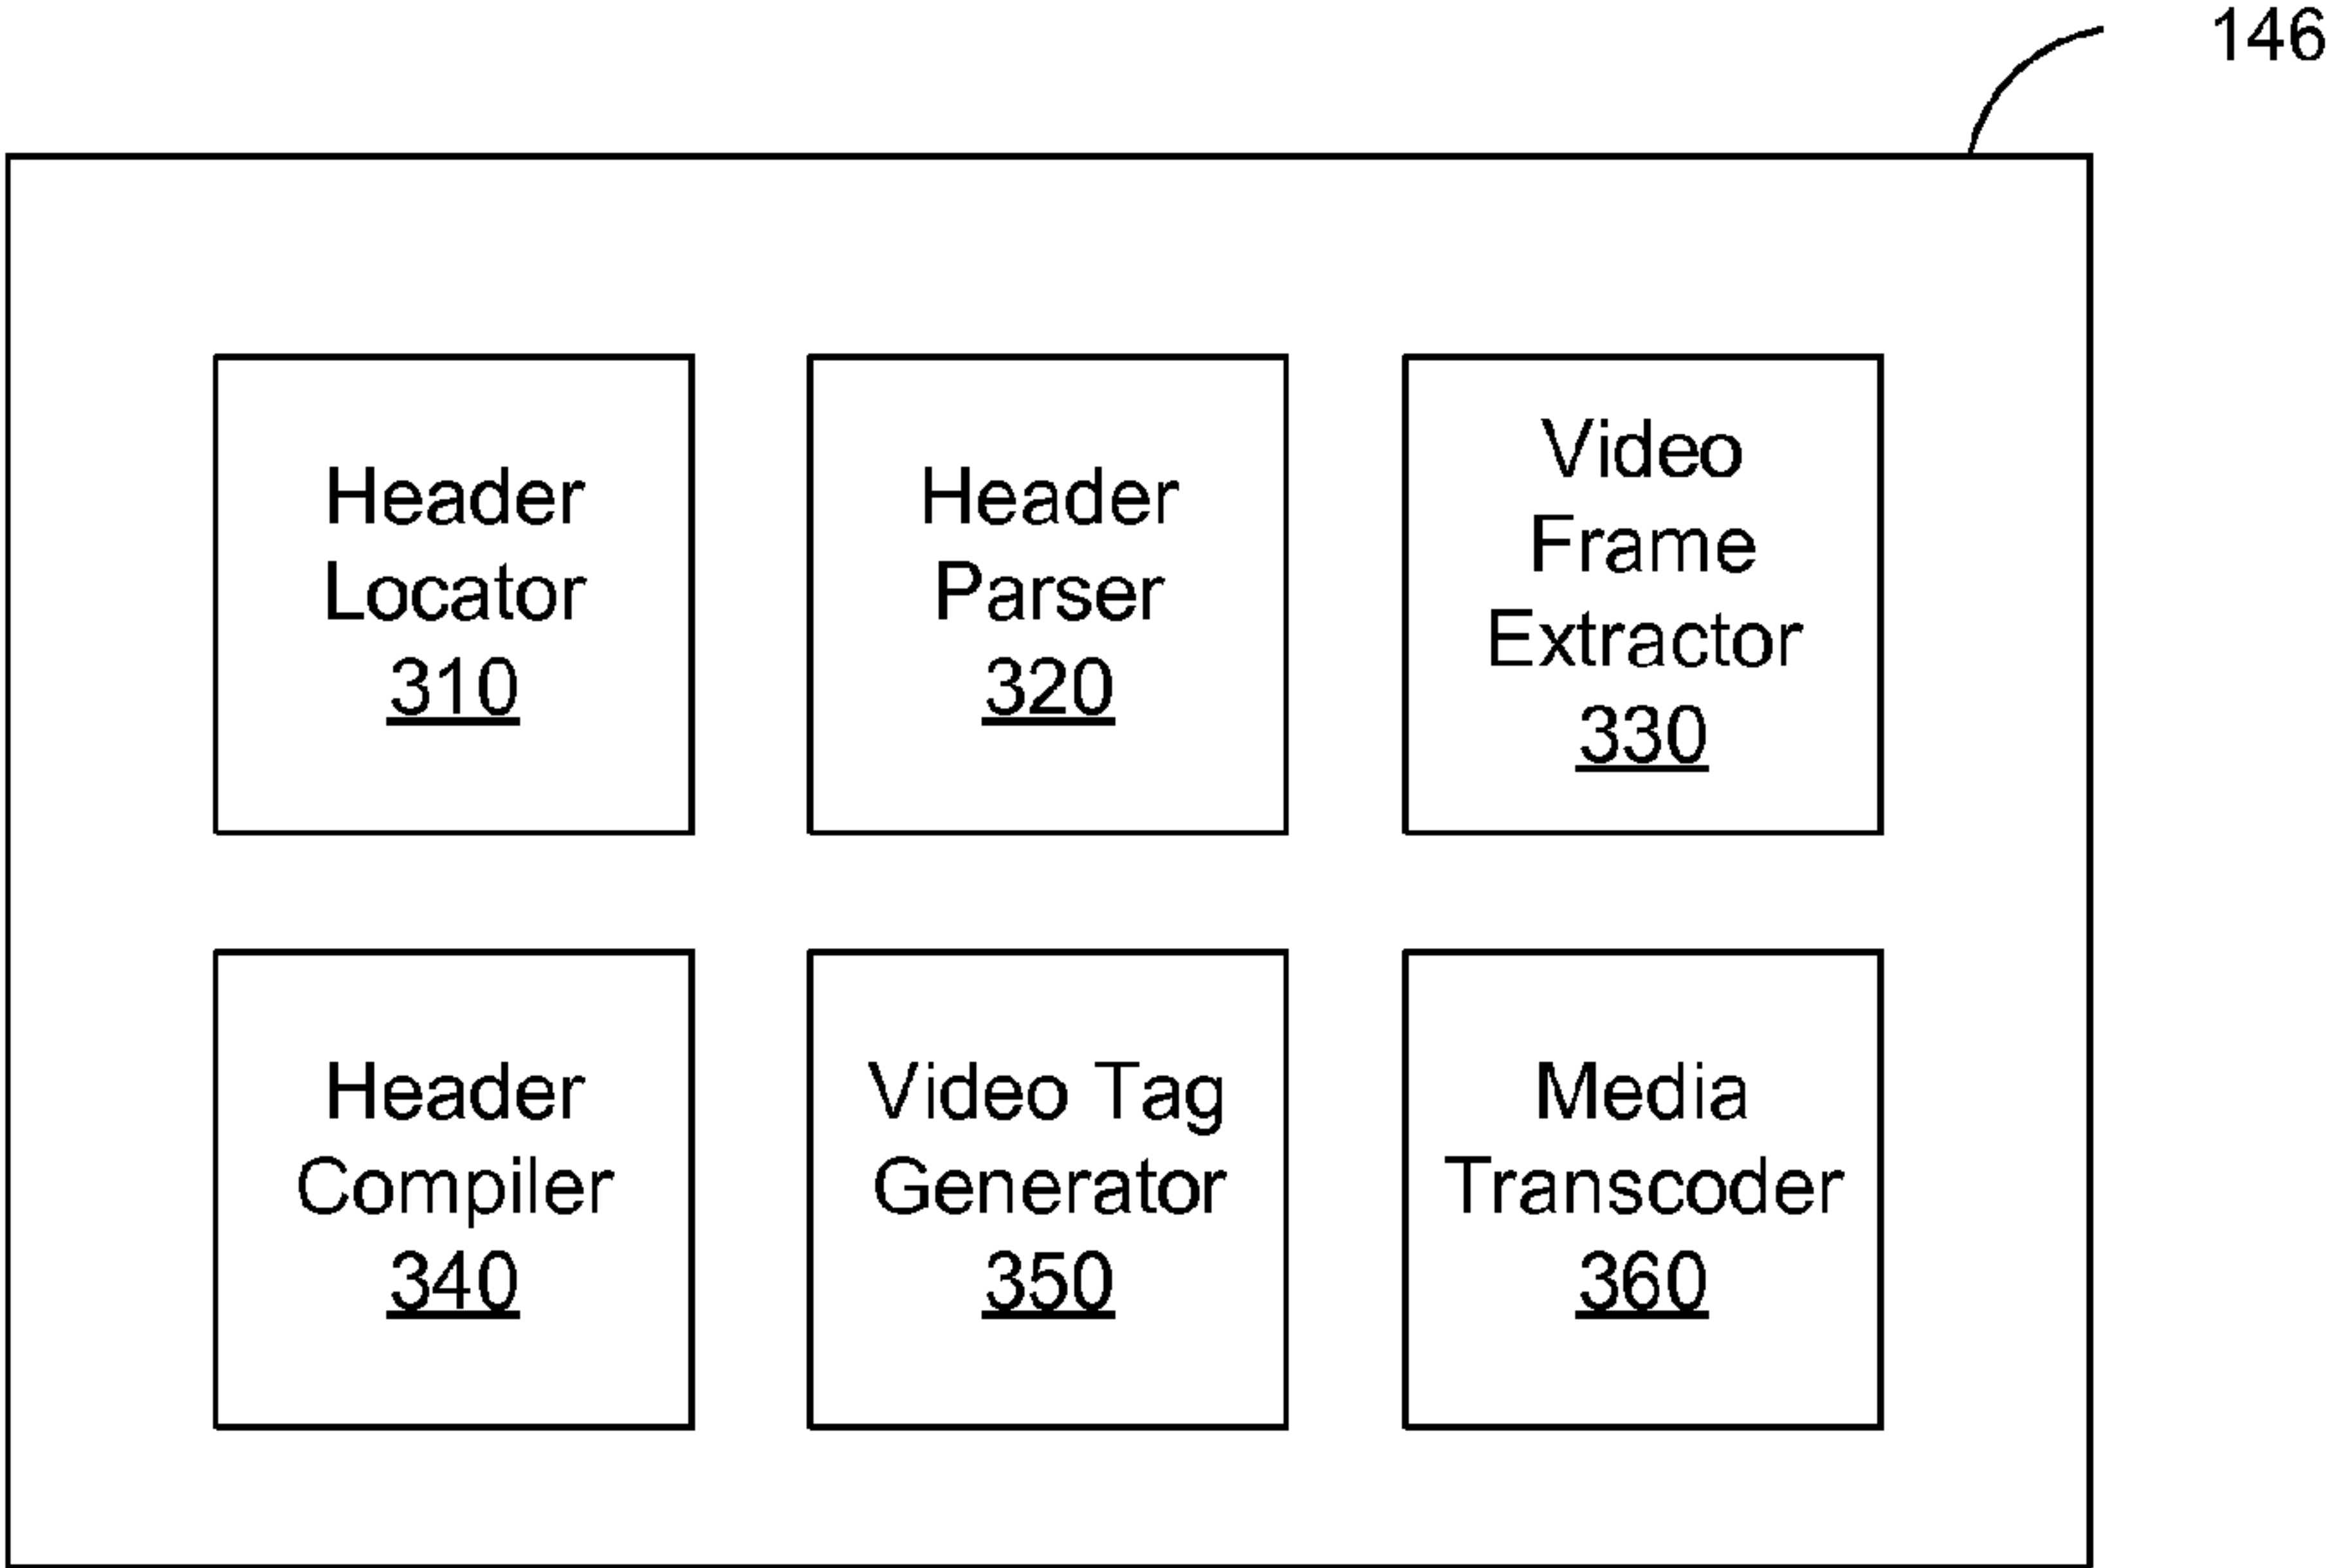 146
Header
Locator
310
Header
Parser
320
Video
Frame
Extractor
330
Header
Compiler
340
Video Tag
Generator
350
Media
Transcoder
360